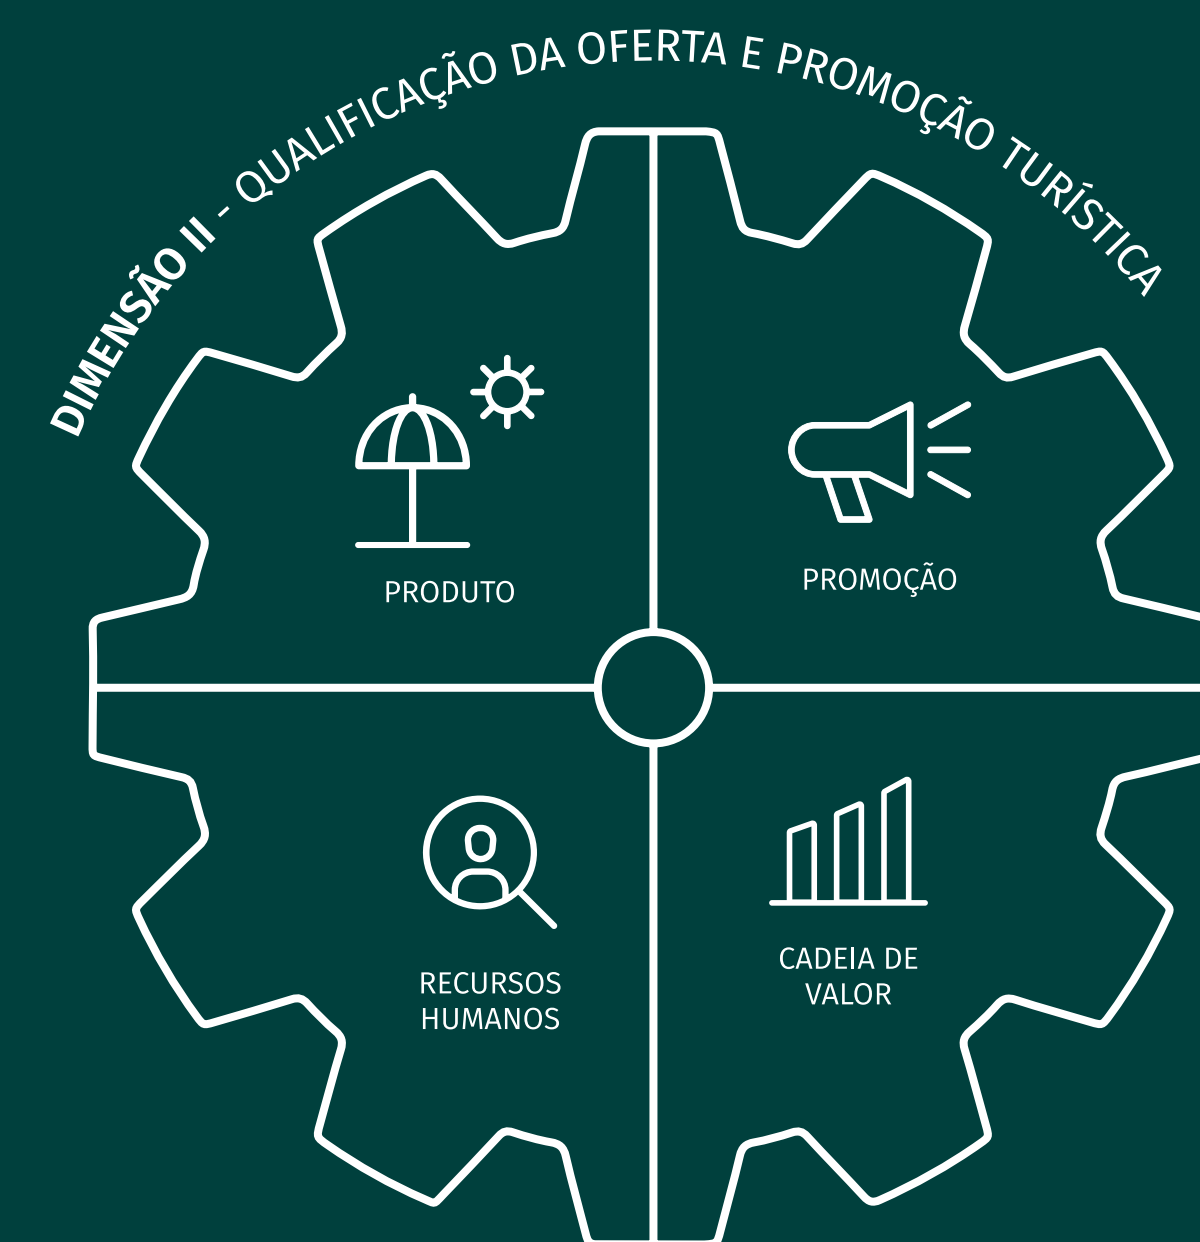 DIMENSÃO II - QUALIFICAÇÃO DA OFERTA E PROMOÇÃO TURÍSTICA
PRODUTO
PROMOÇÃO
RECURSOS
HUMANOS
CADEIA DE
VALOR